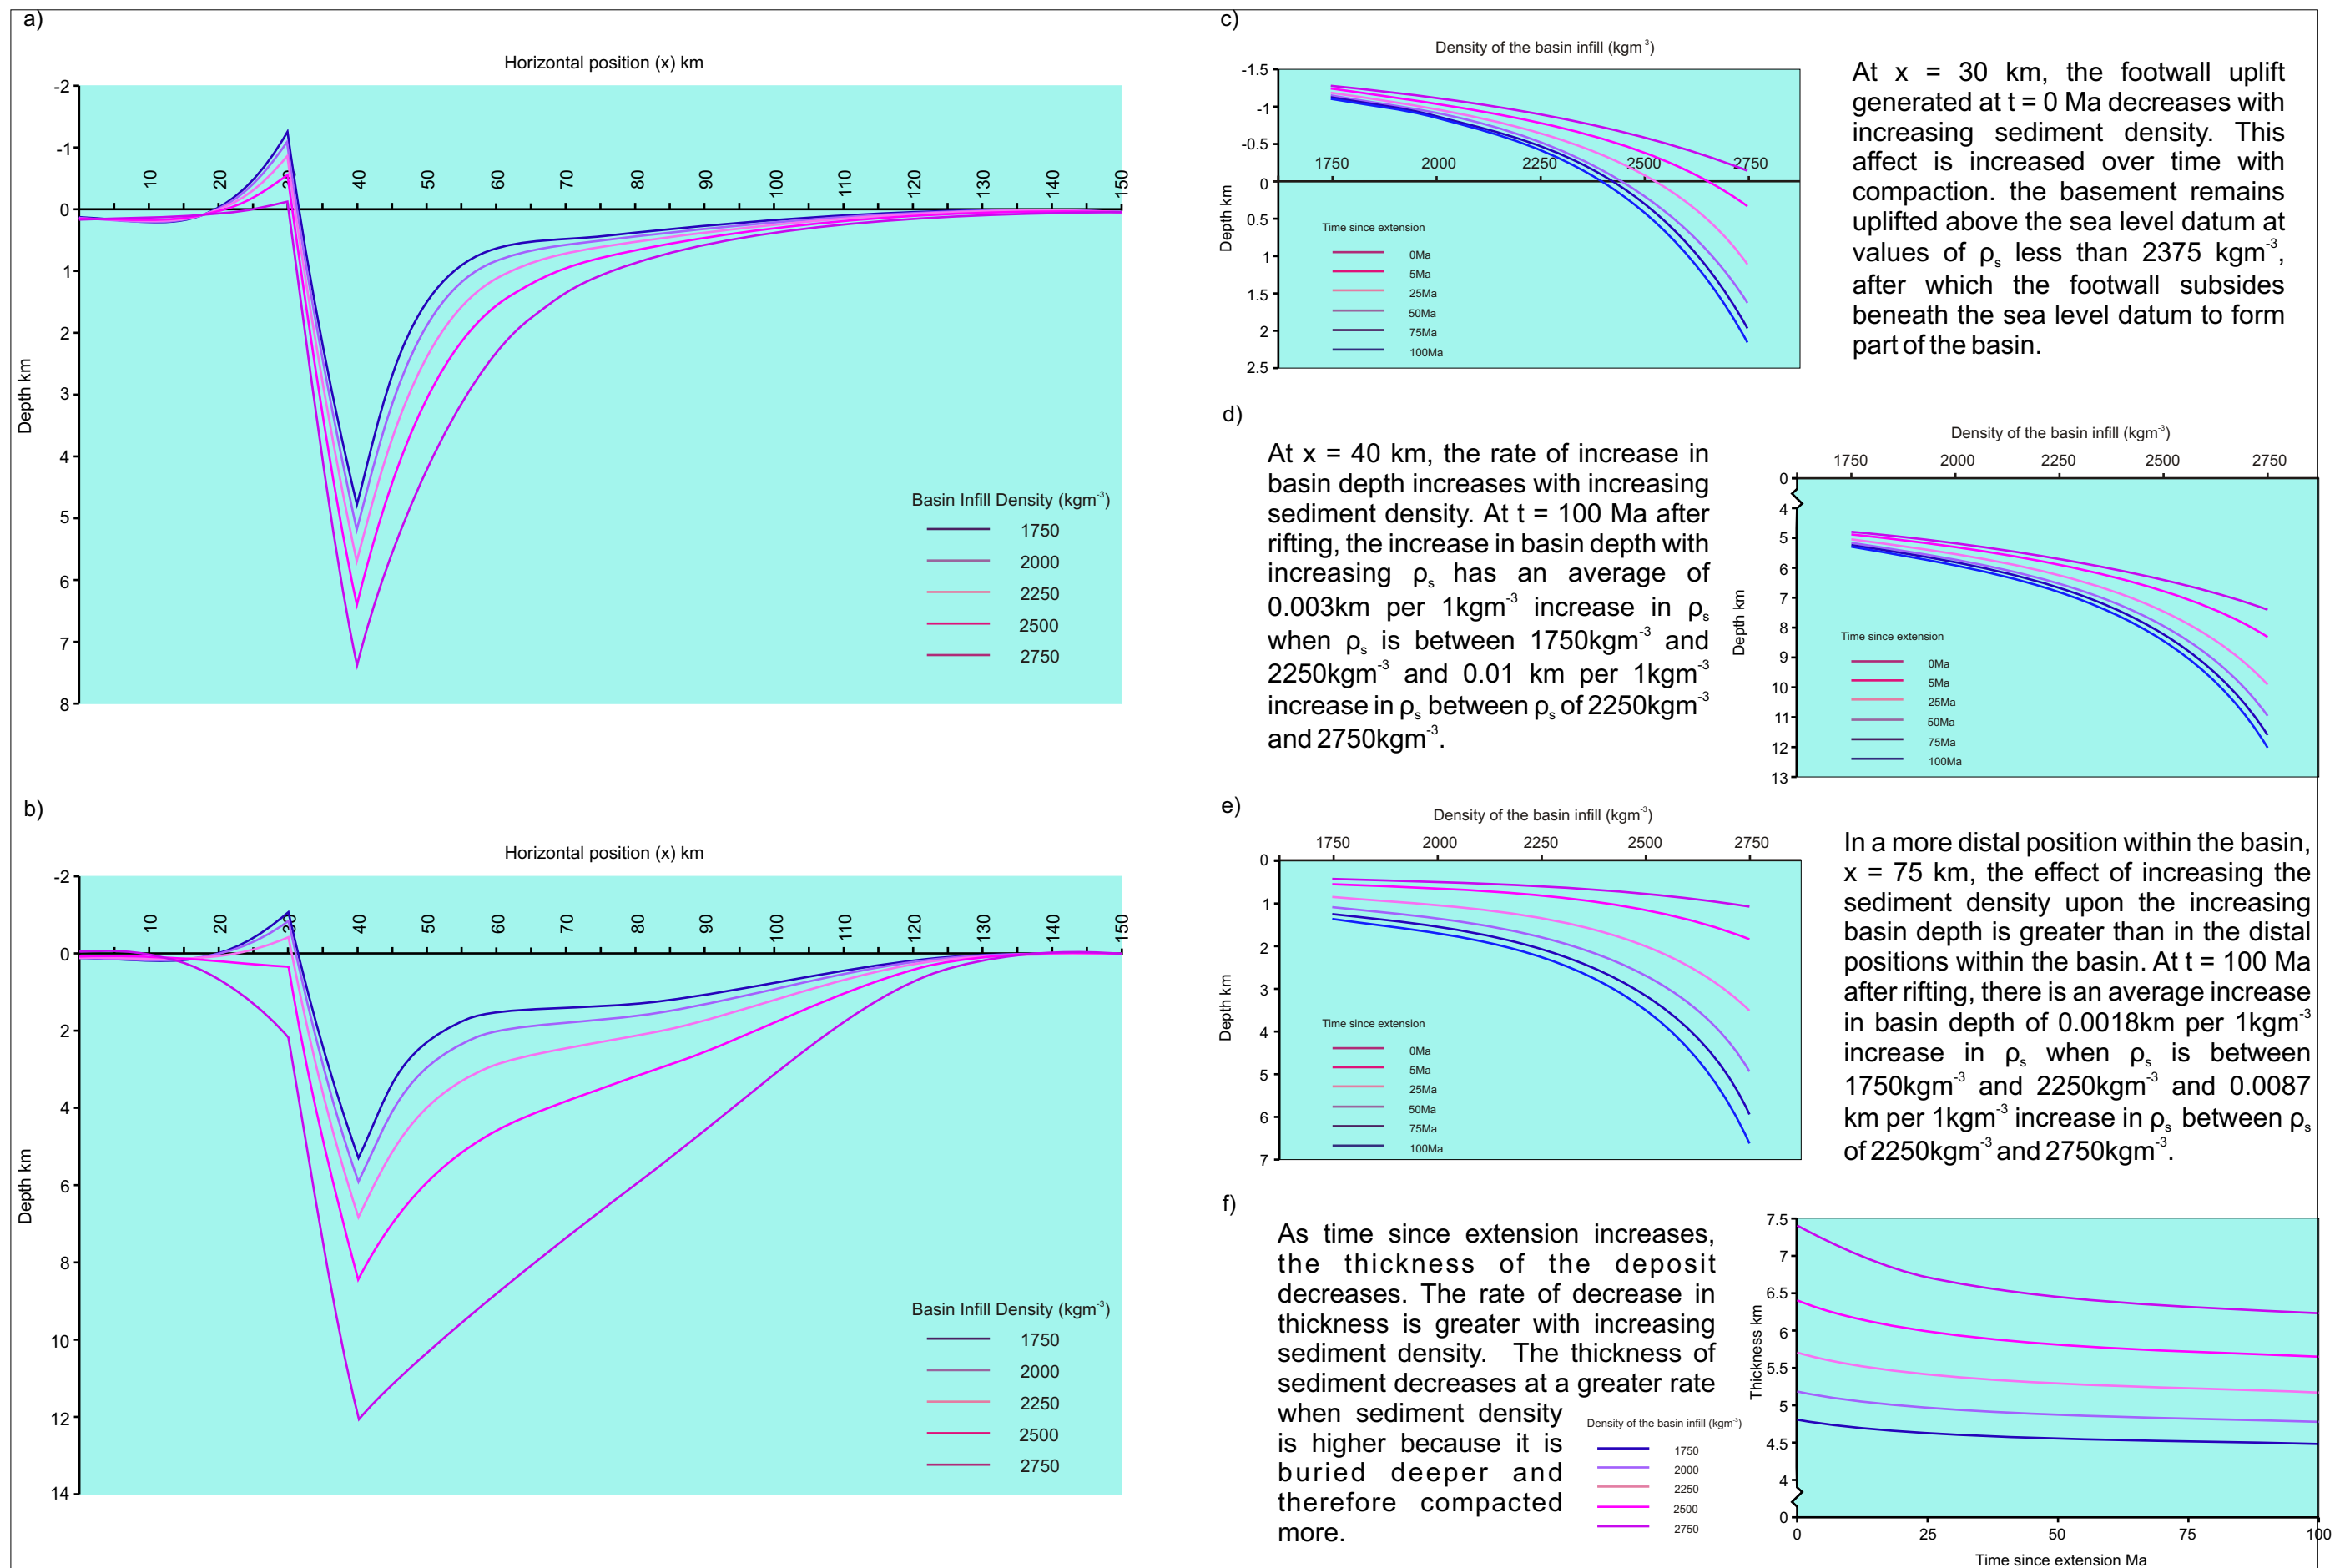 a)
Horizontal position (x) km
-2
-1
0
1
2
3
4
5
6
7
8
Depth km
10
20
30
40
50
60
70
80
90
100
110
120
130
140
150
Basin Infill Density (kgm-3)
1750
2000
2250
2500
2750
b)
Horizontal position (x) km
-2
0
2
4
6
8
10
12
14
Depth km
10
20
30
40
50
60
70
80
90
100
110
120
130
140
150
Basin Infill Density (kgm-3)
1750
2000
2250
2500
2750
c)
Density of the basin infill (kgm-3)
-1.5
-1
-0.5
0
0.5
1
1.5
2
2.5
Depth km
1750
2000
2250
2500
2750
Time since extension
0Ma
5Ma
25Ma
50Ma
75Ma
100Ma
At x = 30 km, the footwall uplift
generated at t = 0 Ma decreases with
increasing sediment density. This
affect is increased over time with
compaction. the basement remains
uplifted above the sea level datum at
values of ρs less than 2375 kgm-3,
after which the footwall subsides
beneath the sea level datum to form
part of the basin.
d)
At x = 40 km, the rate of increase in
basin depth increases with increasing
sediment density. At t = 100 Ma after
rifting, the increase in basin depth with
increasing ρs has an average of
0.003km per 1kgm-3 increase in ρs
when ρs is between 1750kgm-3 and
2250kgm-3 and 0.01 km per 1kgm-3
increase in ρs between ρs of 2250kgm-3
and 2750kgm-3.
Density of the basin infill (kgm-3)
1750
2000
2250
2500
2750
0
4
5
6
7
8
9
10
11
12
13
Depth km
Time since extension
0Ma
5Ma
25Ma
50Ma
75Ma
100Ma
e)
Density of the basin infill (kgm-3)
1750
2000
2250
2500
2750
0
1
2
3
4
5
6
7
Depth km
Time since extension
0Ma
5Ma
25Ma
50Ma
75Ma
100Ma
In a more distal position within the basin,
x = 75 km, the effect of increasing the
sediment density upon the increasing
basin depth is greater than in the distal
positions within the basin. At t = 100 Ma
after rifting, there is an average increase
in basin depth of 0.0018km per 1kgm-3
increase in ρs when ρs is between
1750kgm-3 and 2250kgm-3 and 0.0087
km per 1kgm-3 increase in ρs between ρs
of 2250kgm-3 and 2750kgm-3.
f)
As time since extension increases,
the thickness of the deposit
decreases. The rate of decrease in
thickness is greater with increasing
sediment density. The thickness of
sediment decreases at a greater rate
when sediment density
is higher because it is
buried deeper and
therefore compacted
more.
Density of the basin infill (kgm-3)
1750
2000
2250
2500
2750
7.5
7
6.5
6
5.5
5
4.5
4
0
Thickness km
0
25
50
75
100
Time since extension Ma